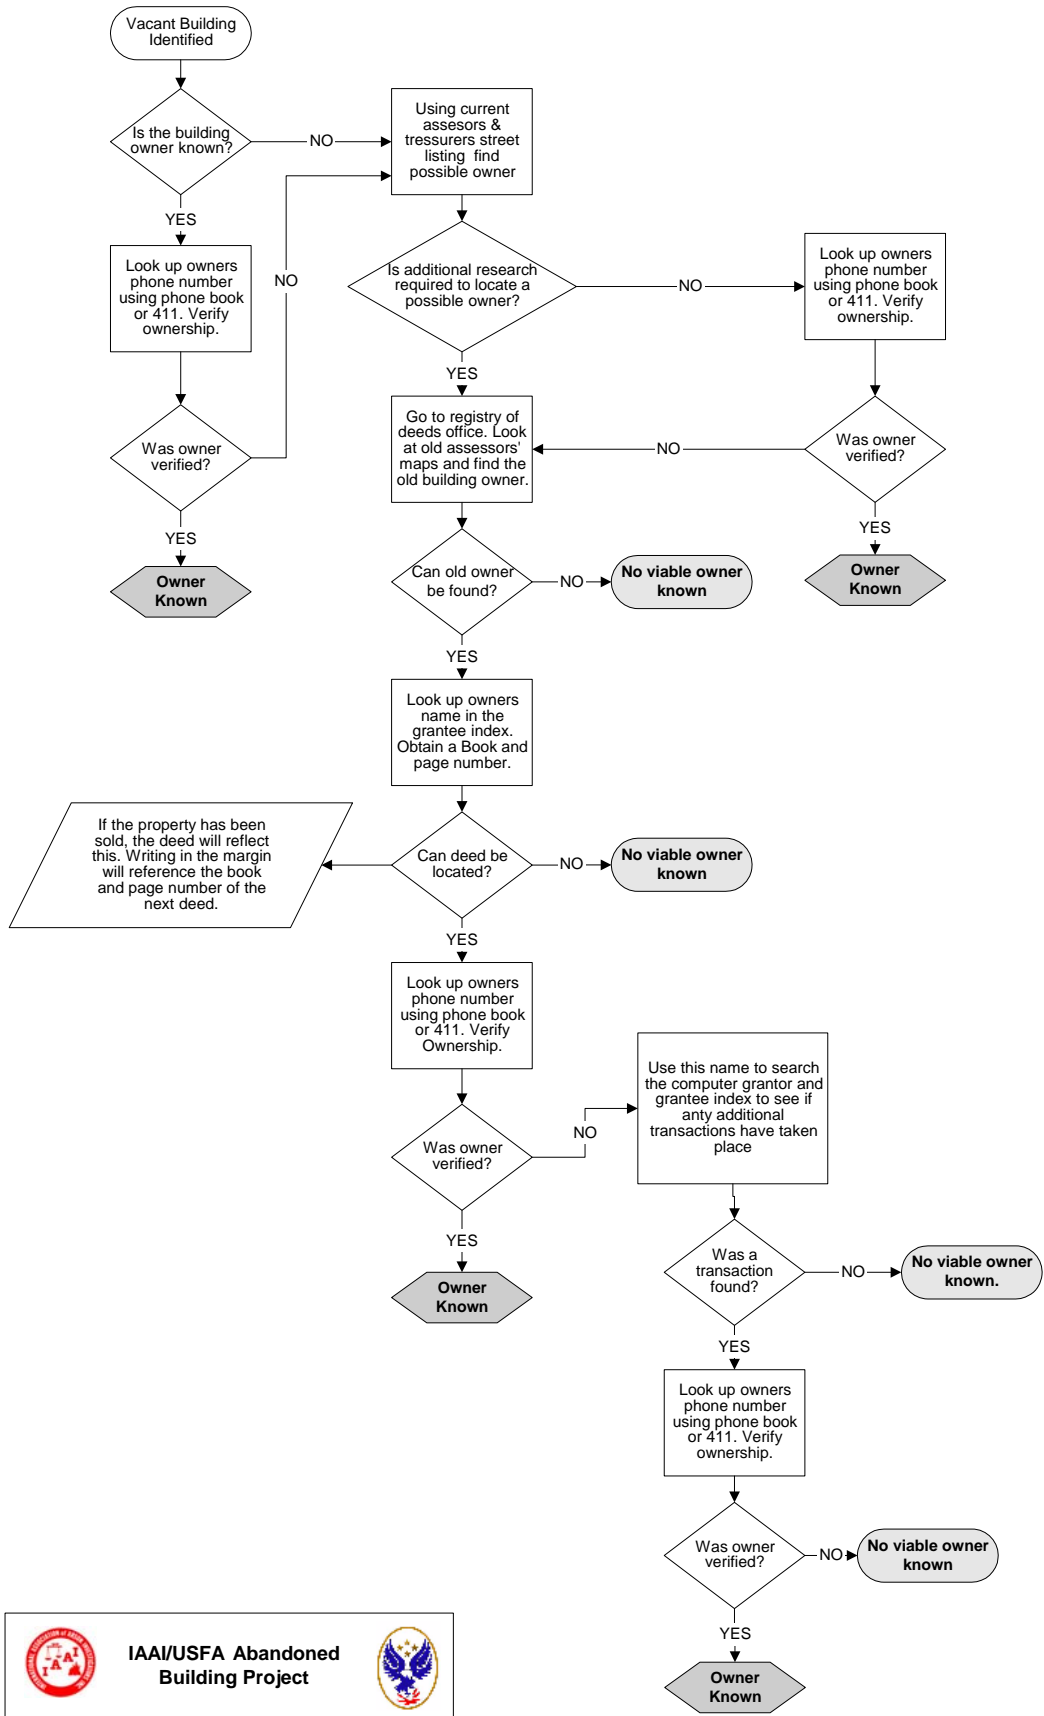 Vacant Building
Identified
Is the building
owner known?
NO
Using current
assesors &
tressurers street
listing find
possible owner
YES
Look up owners
phone number
using phone book
or 411. Verify
ownership.
NO
Is additional research
required to locate a
possible owner?
NO
Look up owners
phone number
using phone book
or 411. Verify
ownership.
YES
Was owner
verified?
Go to registry of
deeds office. Look
at old assessors'
maps and find the
old building owner.
NO
Was owner
verified?
YES
Owner
Known
Can old owner
be found?
NO
No viable owner
known
YES
Owner
Known
YES
Look up owners
name in the
grantee index.
Obtain a Book and
page number.
If the property has been
sold, the deed will reflect
this. Writing in the margin
will reference the book
and page number of the
next deed.
Can deed be
located?
NO
No viable owner
known
YES
Look up owners
phone number
using phone book
or 411. Verify
Ownership.
Use this name to search
the computer grantor and
grantee index to see if
anty additional
transactions have taken
place
Was owner
verified?
NO
YES
Owner
Known
Was a
transaction
found?
NO
No viable owner
known.
YES
Look up owners
phone number
using phone book
or 411. Verify
ownership.
Was owner
verified?
NO
No viable owner
known
YES
Owner
Known
IAAI
IAAI/USFA Abandoned
Building Project